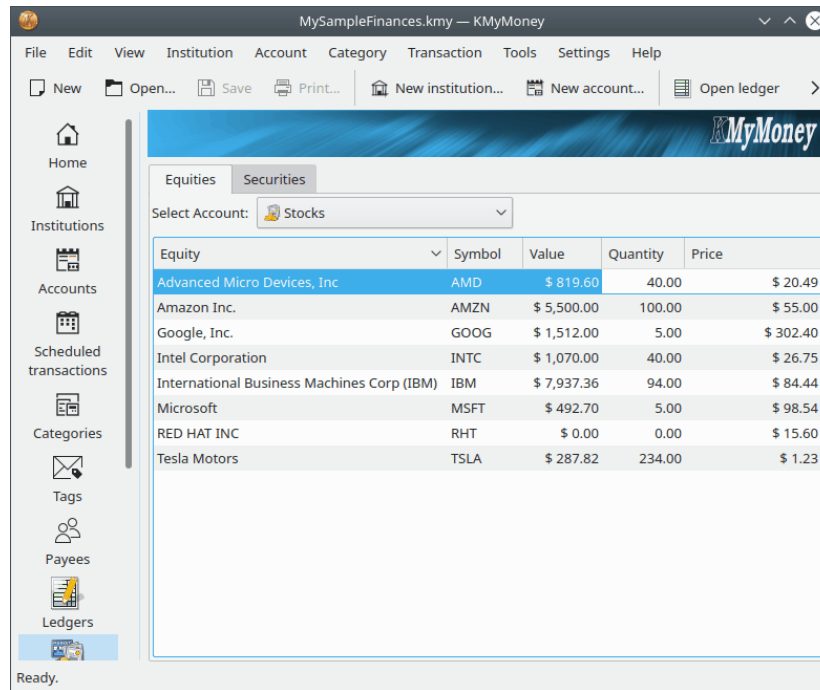 MySampleFinances.kmy — KMyMoney
File Edit View Institution Account Category Transaction Tools Settings Help
New Open... Save Print... New institution... New account... Open ledger
KMyMoney
Home
Institutions
Accounts
Scheduled
transactions
Categories
Tags
Payees
Ledgers
Equities Securities
Select Account: Stocks
Equity Symbol Value Quantity Price
Advanced Micro Devices, Inc AMD $ 819.60 40.00 $ 20.49
Amazon Inc. AMZN $ 5,500.00 100.00 $ 55.00
Google, Inc. GOOG $ 1,512.00 5.00 $ 302.40
Intel Corporation INTC $ 1,070.00 40.00 $ 26.75
International Business Machines Corp (IBM) IBM $ 7,937.36 94.00 $ 84.44
Microsoft MSFT $ 492.70 5.00 $ 98.54
RED HAT INC RHT $ 0.00 0.00 $ 15.60
Tesla Motors TSLA $ 287.82 234.00 $ 1.23
Ready.